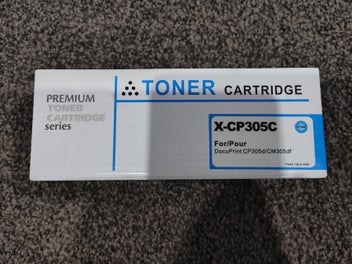 PREMIUM
TONER
CARTRIDGE
series
TONER CARTRIDGE
X-CP305C
For/Pour
DocuPrint CP305d/CM305df